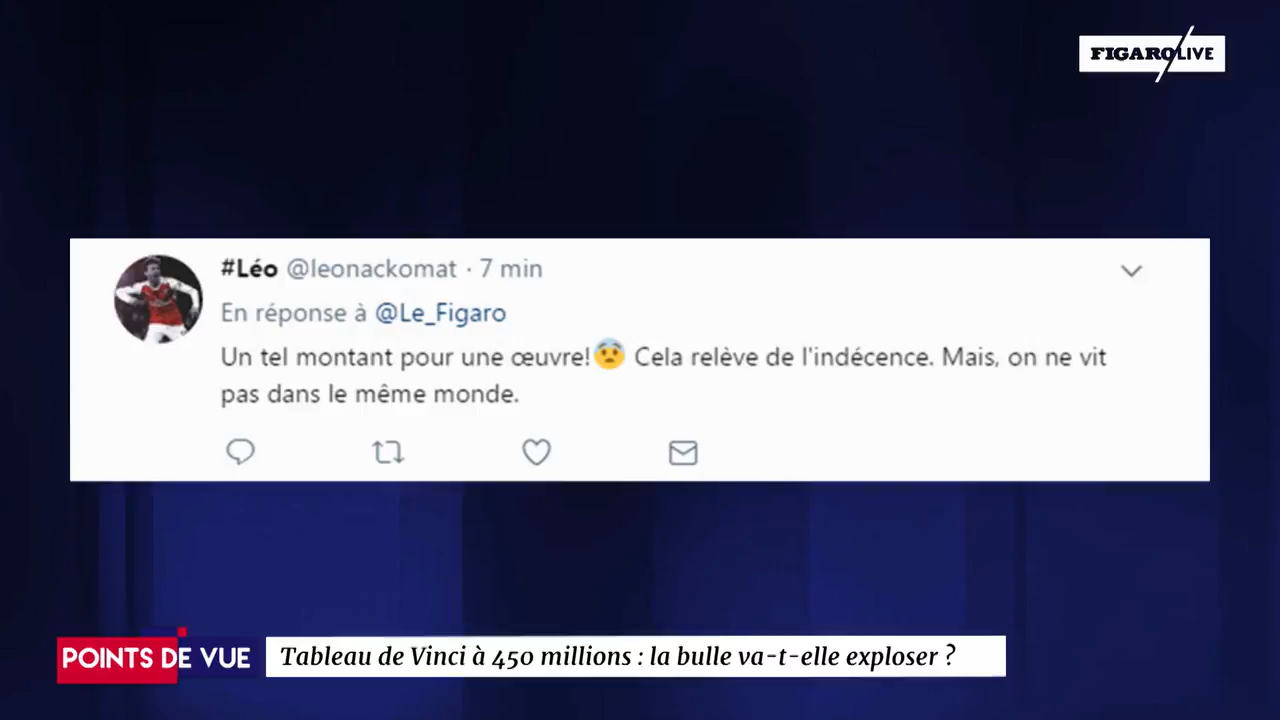 FIGAROLIVE
#Léo @leonackomat · 7 min
En réponse à @Le_Figaro
Un tel montant pour une œuvre!😨 Cela relève de l'indécence. Mais, on ne vit
pas dans le même monde.
POINTS DE VUE
Tableau de Vinci à 450 millions : la bulle va-t-elle exploser ?